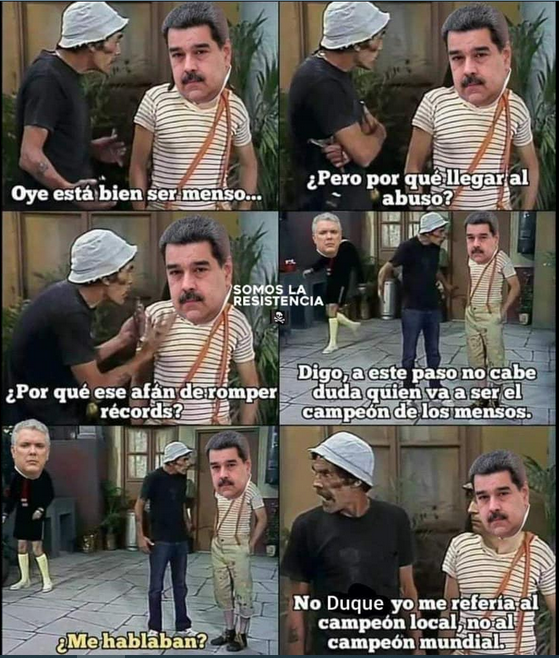 Oye está bien ser menso...
¿Pero por qué llegar al
abuso?
SOMOS LA
RESISTENCIA
¿Por qué ese afán de romper
récords?
Digo, a este paso no cabe
duda quien va a ser el
campeón de los mensos.
¿Me hablaban?
No Duque yo me refería al
campeón local, no al
campeón mundial.